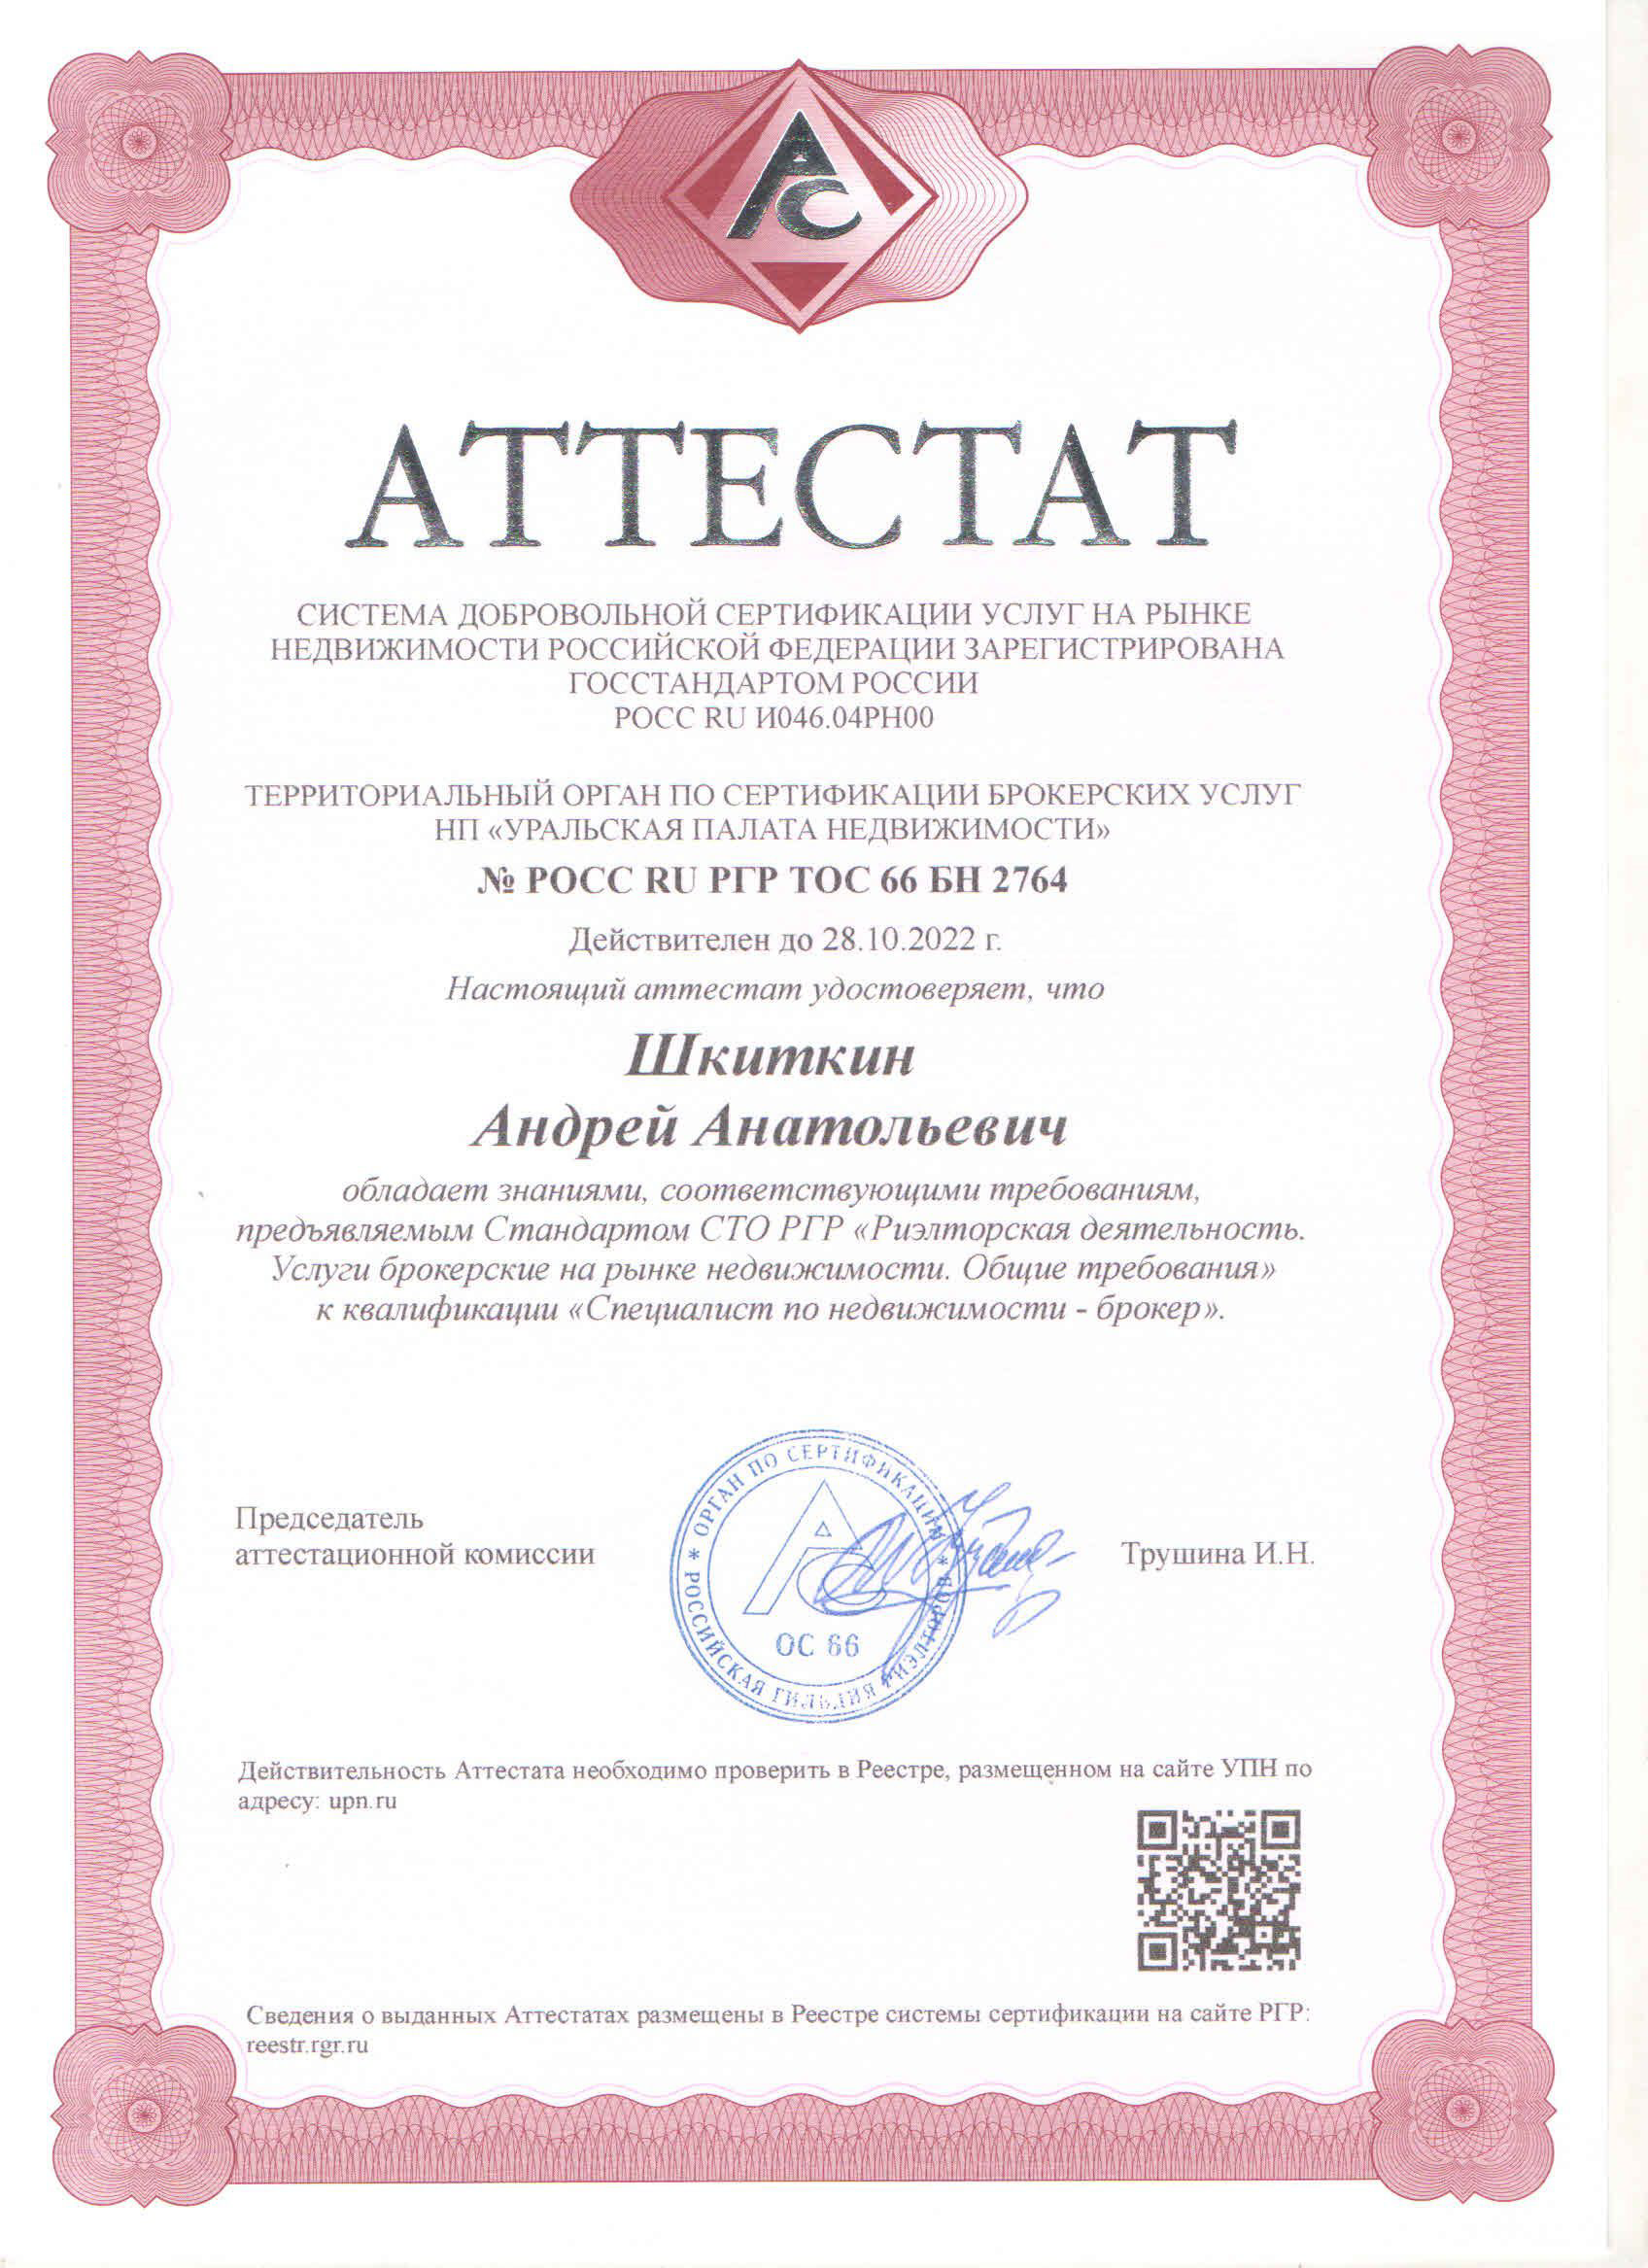 АС
АТТЕСТАТ
СИСТЕМА ДОБРОВОЛЬНОЙ СЕРТИФИКАЦИИ УСЛУГ НА РЫНКЕ
НЕДВИЖИМОСТИ РОССИЙСКОЙ ФЕДЕРАЦИИ ЗАРЕГИСТРИРОВАНА
ГОССТАНДАРТОМ РОССИИ
РОСС RU И046.04РН00
ТЕРРИТОРИАЛЬНЫЙ ОРГАН ПО СЕРТИФИКАЦИИ БРОКЕРСКИХ УСЛУГ
НП «УРАЛЬСКАЯ ПАЛАТА НЕДВИЖИМОСТИ»
№ РОСС RU РГР ТОС 66 БН 2764
Действителен до 28.10.2022 г.
Настоящий аттестат удостоверяет, что
Шкиткин
Андрей Анатольевич
обладает знаниями, соответствующими требованиям,
предъявляемым Стандартом СТО РГР «Риэлторская деятельность.
Услуги брокерские на рынке недвижимости. Общие требования»
к квалификации «Специалист по недвижимости - брокер».
Председатель
аттестационной комиссии
* ОРГАН ПО СЕРТИФИКАЦИИ *
РОССИЙСКАЯ ГИЛЬДИЯ РИЭЛТОРОВ
ОС 66
Трушина И.Н.
Действительность Аттестата необходимо проверить в Реестре, размещенном на сайте УПН по
адресу: upn.ru
Сведения о выданных Аттестатах размещены в Реестре системы сертификации на сайте РГР:
reestr.rgr.ru